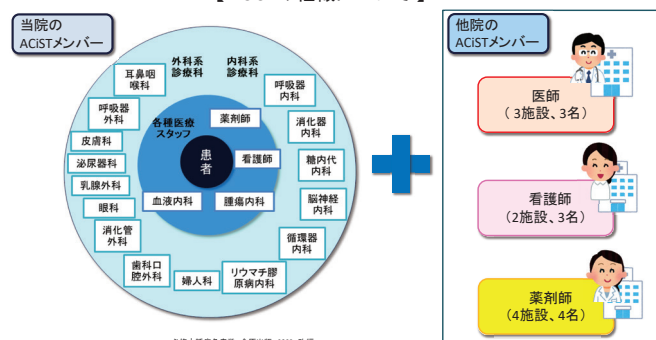 当院の
ACiSTメンバー
外科系
診療科
内科系
診療科
耳鼻咽
喉科
呼吸器
外科
皮膚科
泌尿器科
乳腺外科
眼科
消化管
外科
歯科口
腔外科
婦人科
リウマチ膠
原病内科
循環器
内科
脳神経
内科
糖内代
内科
消化器
内科
呼吸器
内科
各種医療
スタッフ
薬剤師
看護師
患者
血液内科
腫瘍内科
他院の
ACiSTメンバー
医師
（3施設、3名）
看護師
（2施設、3名）
薬剤師
（4施設、4名）